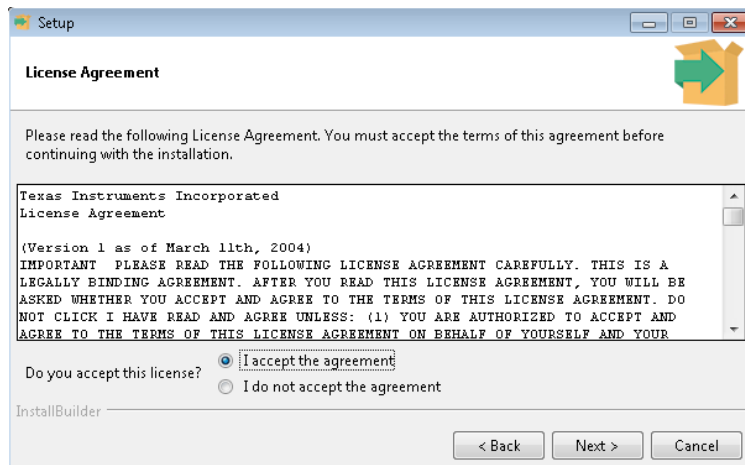 Setup
License Agreement
Please read the following License Agreement. You must accept the terms of this agreement before
continuing with the installation.
Texas Instruments Incorporated
License Agreement
(Version 1 as of March 11th, 2004)
IMPORTANT  PLEASE READ THE FOLLOWING LICENSE AGREEMENT CAREFULLY. THIS IS A
LEGALLY BINDING AGREEMENT. AFTER YOU READ THIS LICENSE AGREEMENT, YOU WILL BE
ASKED WHETHER YOU ACCEPT AND AGREE TO THE TERMS OF THIS LICENSE AGREEMENT. DO
NOT CLICK I HAVE READ AND AGREE UNLESS: (1) YOU ARE AUTHORIZED TO ACCEPT AND
AGREE TO THE TERMS OF THIS LICENSE AGREEMENT ON BEHALF OF YOURSELF AND YOUR
I accept the agreement
Do you accept this license?
I do not accept the agreement
InstallBuilder
< Back Next > Cancel